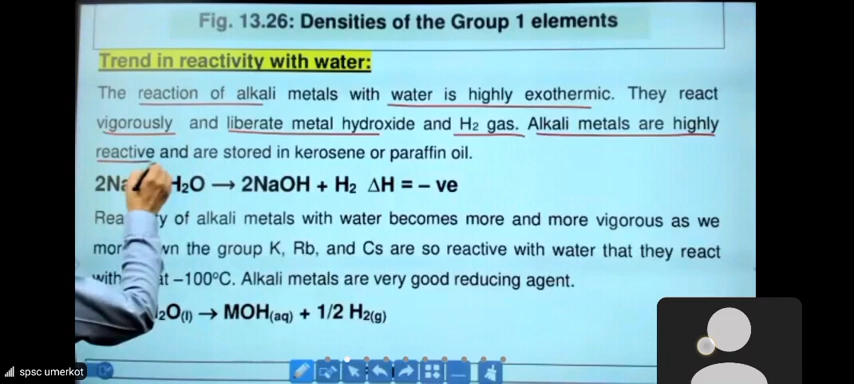 Fig. 13.26: Densities of the Group 1 elements
Trend in reactivity with water:
The reaction of alkali metals with water is highly exothermic. They react
vigorously and liberate metal hydroxide and H₂ gas. Alkali metals are highly
reactive and are stored in kerosene or paraffin oil.
2Na H₂O → 2NaOH + H₂ ΔH = – ve
Rea y of alkali metals with water becomes more and more vigorous as we
mor wn the group K, Rb, and Cs are so reactive with water that they react
with at –100ºC. Alkali metals are very good reducing agent.
₂O(l) → MOH(aq) + 1/2 H₂(g)
spsc umerkot